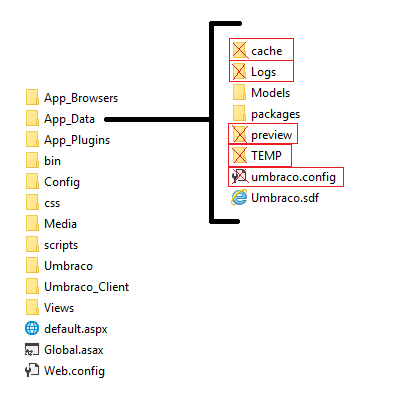 App_Browsers
App_Data
App_Plugins
bin
Config
css
Media
scripts
Umbraco
Umbraco_Client
Views
default.aspx
Global.asax
Web.config
cache
Logs
Models
packages
preview
TEMP
umbraco.config
Umbraco.sdf